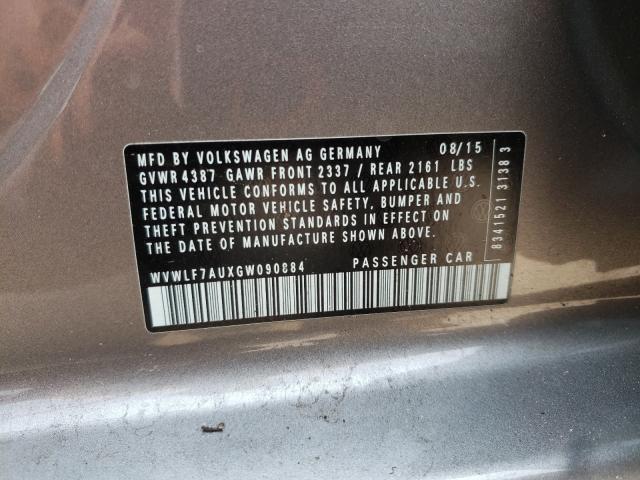 MFD BY VOLKSWAGEN AG GERMANY 08/15
GVWR 4387 GAWR FRONT 2337 / REAR 2161 LBS
THIS VEHICLE CONFORMS TO ALL APPLICABLE U.S.
FEDERAL MOTOR VEHICLE SAFETY, BUMPER AND
THEFT PREVENTION STANDARDS IN EFFECT ON
THE DATE OF MANUFACTURE SHOWN ABOVE.
WVWLF7AUXGW090884 PASSENGER CAR
8341521 3138 3